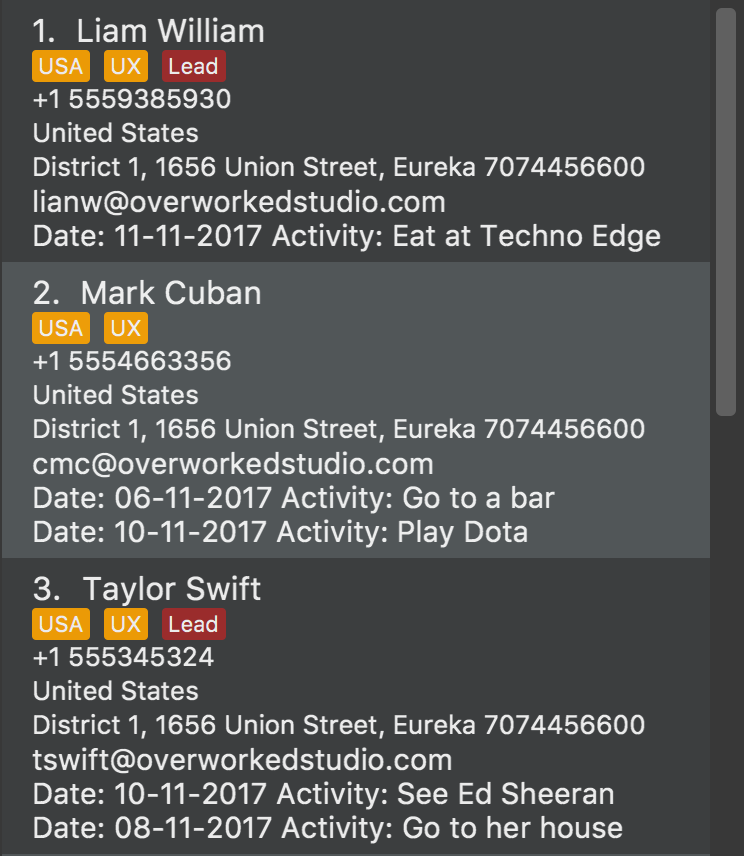 1. Liam William
USA UX Lead
+1 5559385930
United States
District 1, 1656 Union Street, Eureka 7074456600
lianw@overworkedstudio.com
Date: 11-11-2017 Activity: Eat at Techno Edge
2. Mark Cuban
USA UX
+1 5554663356
United States
District 1, 1656 Union Street, Eureka 7074456600
cmc@overworkedstudio.com
Date: 06-11-2017 Activity: Go to a bar
Date: 10-11-2017 Activity: Play Dota
3. Taylor Swift
USA UX Lead
+1 555345324
United States
District 1, 1656 Union Street, Eureka 7074456600
tswift@overworkedstudio.com
Date: 10-11-2017 Activity: See Ed Sheeran
Date: 08-11-2017 Activity: Go to her house